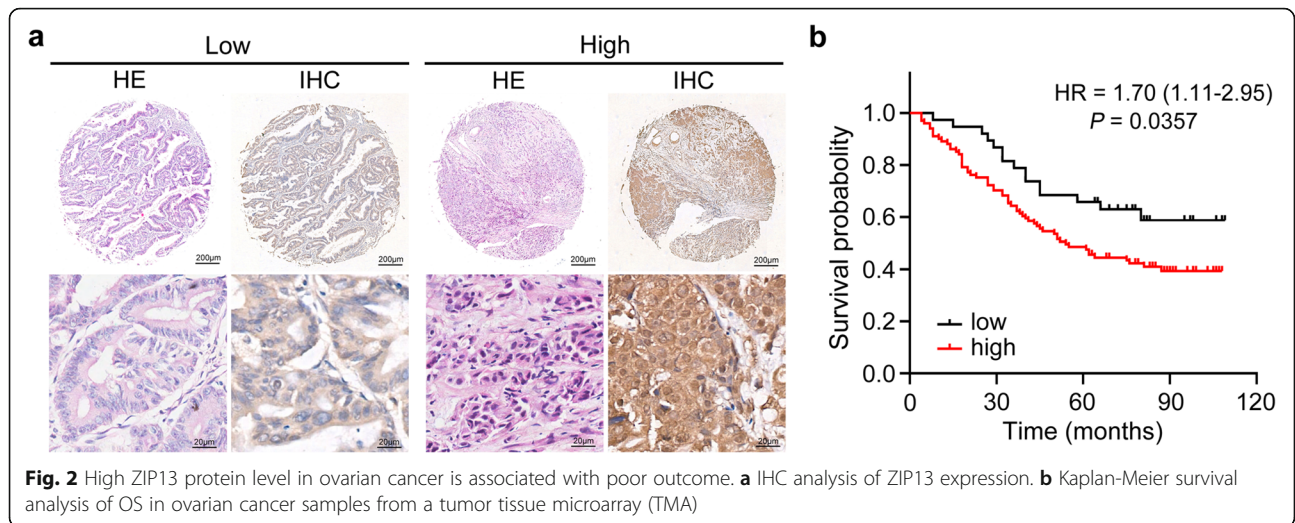 a
Low
High
HE
IHC
HE
IHC
200μm
200μm
200μm
200μm
20μm
20μm
20μm
20μm
b
HR = 1.70 (1.11-2.95)
P = 0.0357
Survival probabolity
1.0
0.8
0.6
0.4
0.2
0.0
low
high
0 30 60 90 120
Time (months)
Fig. 2 High ZIP13 protein level in ovarian cancer is associated with poor outcome. a IHC analysis of ZIP13 expression. b Kaplan-Meier survival
analysis of OS in ovarian cancer samples from a tumor tissue microarray (TMA)